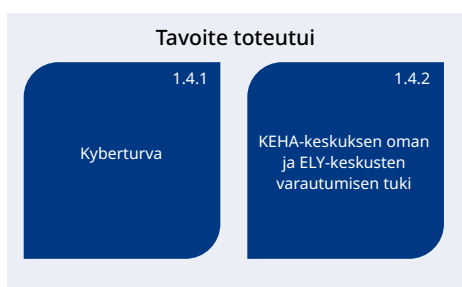 Tavoite toteutui
1.4.1
Kyberturva
1.4.2
KEHA-keskuksen oman
ja ELY-keskusten
varautumisen tuki